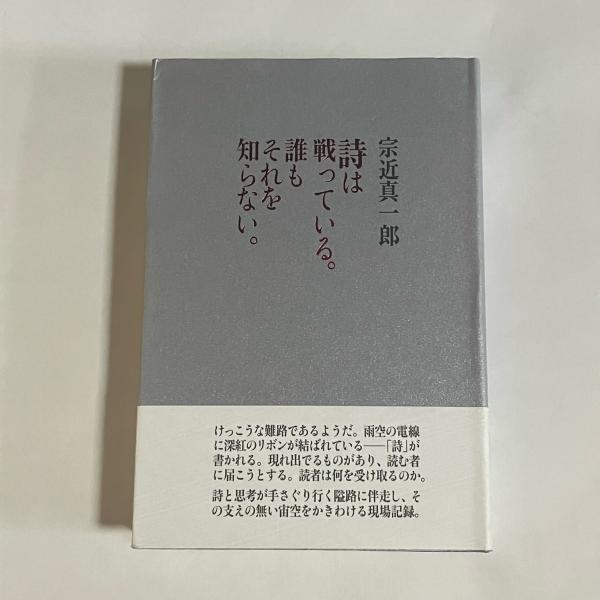 宗近真一郎
詩は
戦っている。
誰も
それを
知らない。
けっこうな難路であるようだ。雨空の電線
に深紅のリボンが結ばれている──「詩」が
書かれる。現れ出でるものがあり、読む者
に届こうとする。読者は何を受け取るのか。
詩と思考が手さぐり行く隘路に伴走し、そ
の支えの無い宙空をかきわける現場記録。